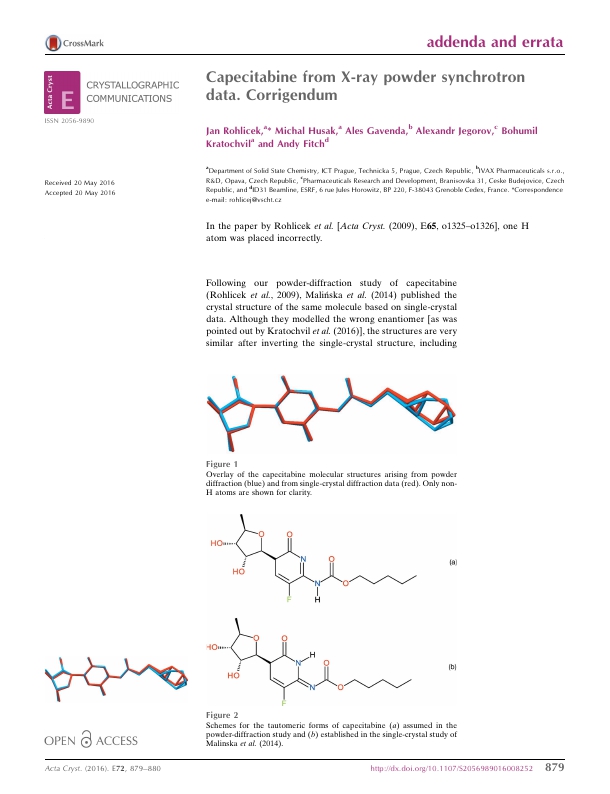 CrossMark
addenda and errata
Acta Cryst E
CRYSTALLOGRAPHIC
COMMUNICATIONS
ISSN 2056-9890
Received 20 May 2016
Accepted 20 May 2016
Capecitabine from X-ray powder synchrotron
data. Corrigendum
Jan Rohlicek,a* Michal Husak,a Ales Gavenda,b Alexandr Jegorov,c Bohumil
Kratochvila and Andy Fitchd
aDepartment of Solid State Chemistry, ICT Prague, Technicka 5, Prague, Czech Republic, bIVAX Pharmaceuticals s.r.o.,
R&D, Opava, Czech Republic, cPharmaceuticals Research and Development, Branisovska 31, Ceske Budejovice, Czech
Republic, and dID31 Beamline, ESRF, 6 rue Jules Horowitz, BP 220, F-38043 Grenoble Cedex, France. *Correspondence
e-mail: rohlicej@vscht.cz
In the paper by Rohlicek et al. [Acta Cryst. (2009), E65, o1325–o1326], one H
atom was placed incorrectly.
Following our powder-diffraction study of capecitabine
(Rohlicek et al., 2009), Malińska et al. (2014) published the
crystal structure of the same molecule based on single-crystal
data. Although they modelled the wrong enantiomer [as was
pointed out by Kratochvil et al. (2016)], the structures are very
similar after inverting the single-crystal structure, including
Figure 1
Overlay of the capecitabine molecular structures arising from powder
diffraction (blue) and from single-crystal diffraction data (red). Only non-
H atoms are shown for clarity.
O O
HO N O
HO N O
F H
(a)
O O H
HO N O
HO N O
F
(b)
Figure 2
Schemes for the tautomeric forms of capecitabine (a) assumed in the
powder-diffraction study and (b) established in the single-crystal study of
Malinska et al. (2014).
OPEN ACCESS
Acta Cryst. (2016). E72, 879–880
http://dx.doi.org/10.1107/S2056989016008252 879